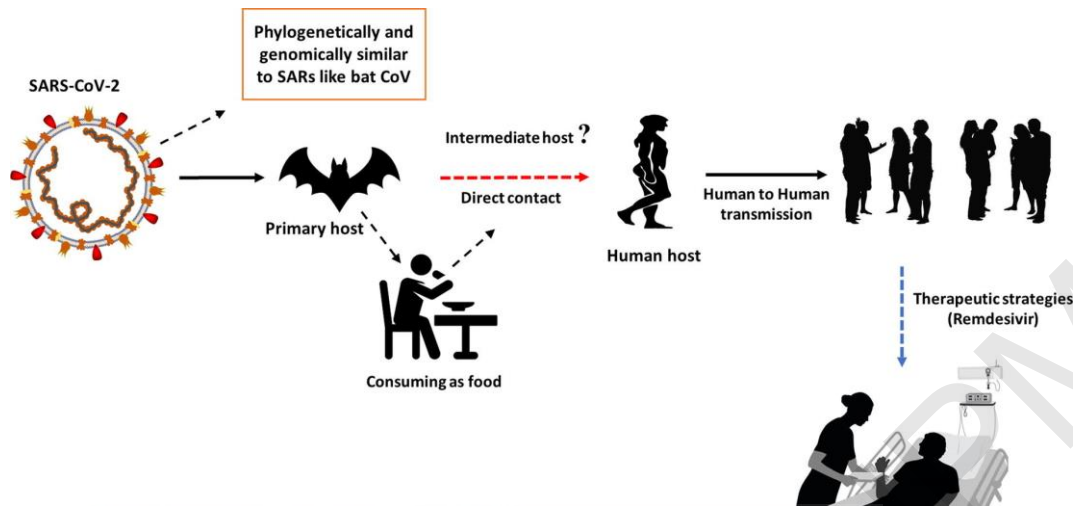 Phylogenetically and
genomically similar
to SARs like bat CoV
SARS-CoV-2
Intermediate host ?
Direct contact
Primary host
Human to Human
transmission
Human host
Therapeutic strategies
(Remdesivir)
Consuming as food